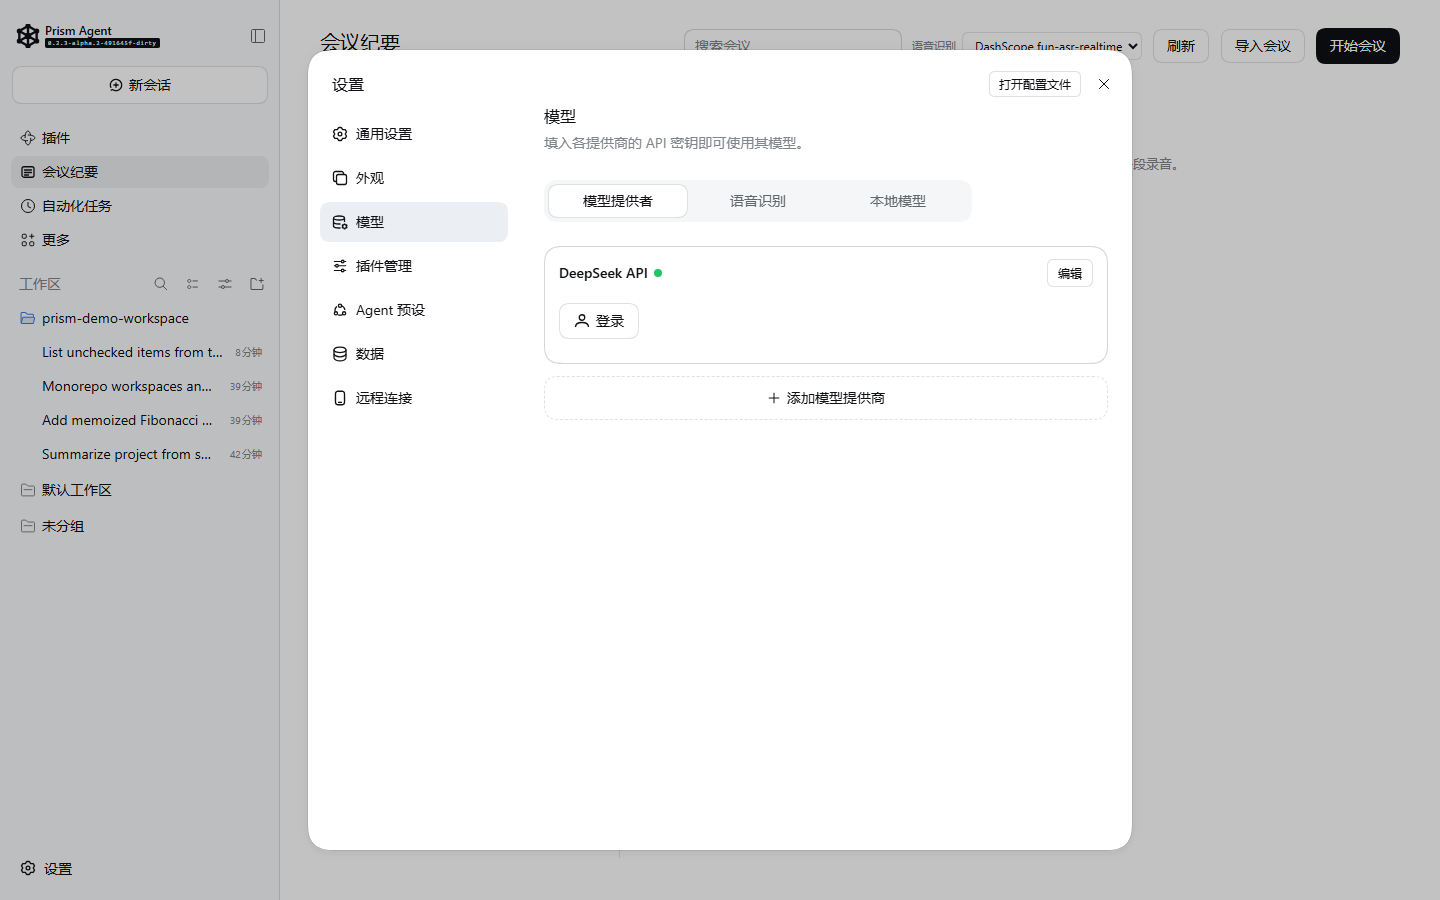 Prism Agent
0.2.3-alpha.2-491645f-dirty
新会话
插件
会议纪要
自动化任务
更多
工作区
prism-demo-workspace
List unchecked items from t... 8分钟
Monorepo workspaces an... 39分钟
Add memoized Fibonacci ... 39分钟
Summarize project from s... 42分钟
默认工作区
未分组
设置
会议纪要
搜索会议
语音识别
DashScope fun-asr-realtime
刷新
导入会议
开始会议
段录音。
设置
打开配置文件
通用设置
外观
模型
插件管理
Agent 预设
数据
远程连接
模型
填入各提供商的 API 密钥即可使用其模型。
模型提供者
语音识别
本地模型
DeepSeek API
编辑
登录
添加模型提供商